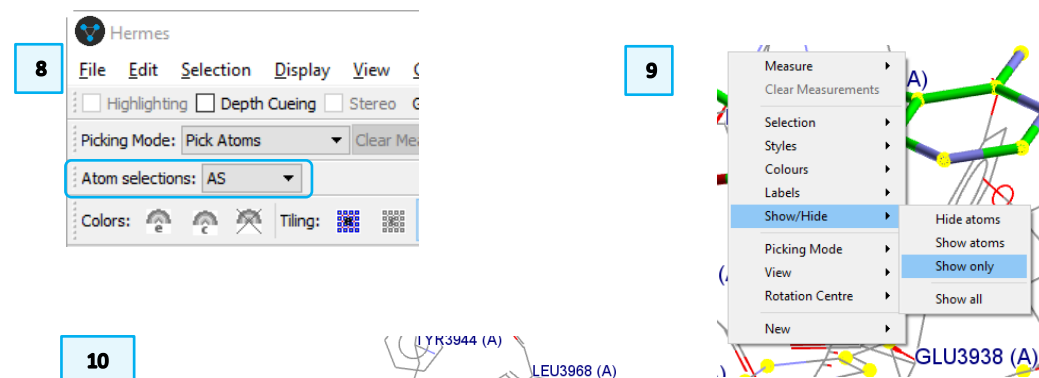 8
Hermes
File Edit Selection Display View
Highlighting Depth Cueing Stereo
Picking Mode: Pick Atoms Clear
Atom selections: AS
Colors: e c Tiling:
9
Measure
Clear Measurements
Selection
Styles
Colours
Labels
Show/Hide
Picking Mode
View
Rotation Centre
New
Hide atoms
Show atoms
Show only
Show all
A)
GLU3938 (A)
10
TYR3944 (A)
LEU3968 (A)